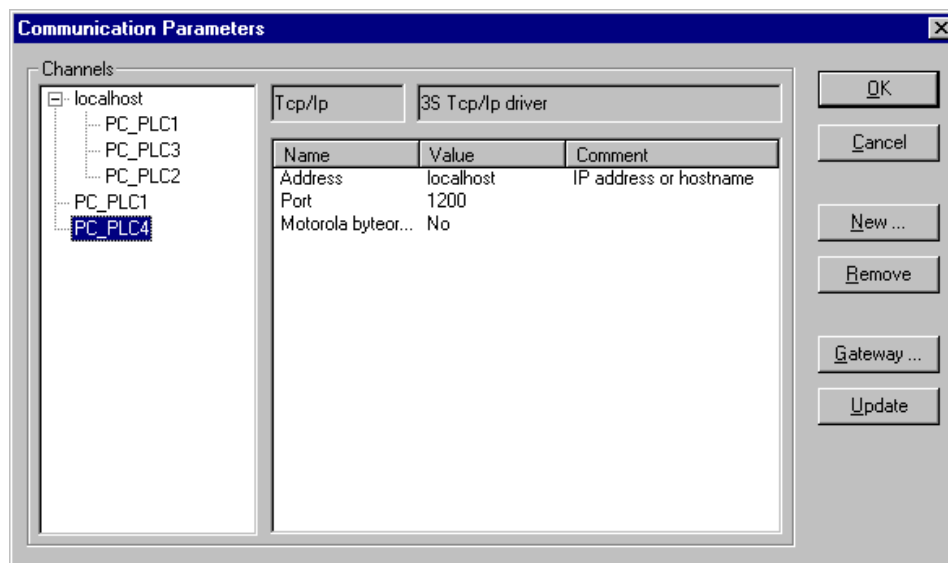 Communication Parameters
Channels
localhost
PC_PLC1
PC_PLC3
PC_PLC2
PC_PLC1
PC_PLC4
Tcp/Ip 3S Tcp/Ip driver
Name Value Comment
Address localhost IP address or hostname
Port 1200
Motorola byteor... No
OK
Cancel
New ...
Remove
Gateway ...
Update